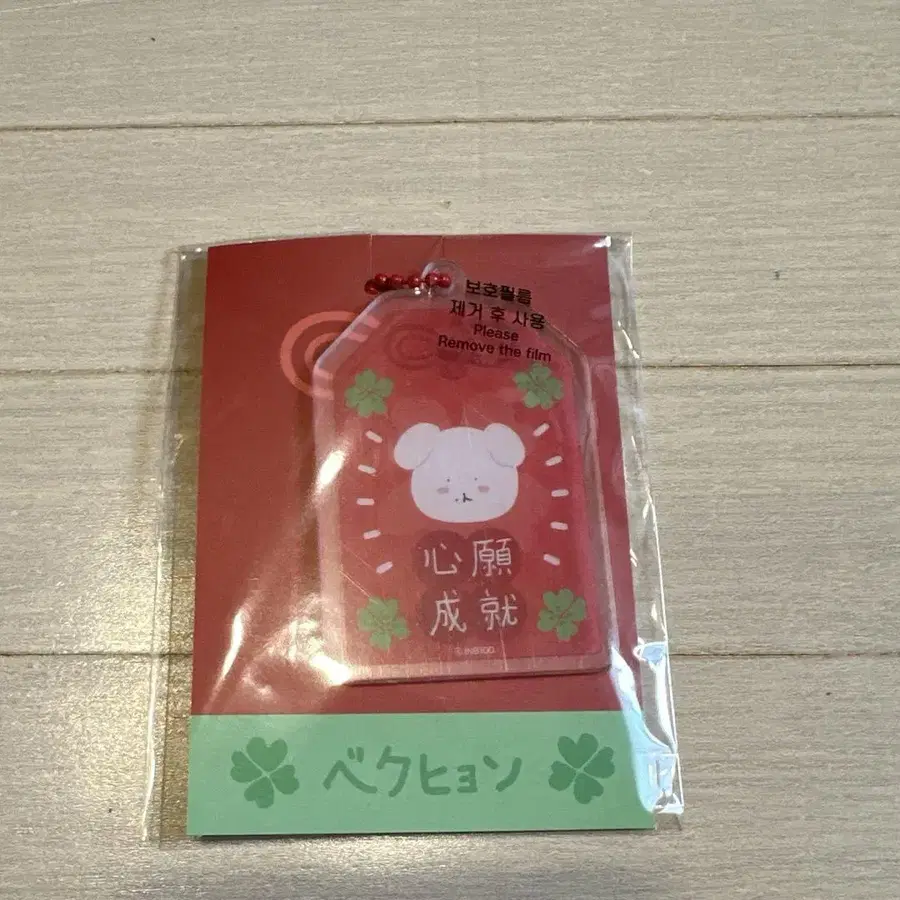 보호필름
제거 후 사용
Please
Remove the film
心願
成就
ⓒ INB100
ベクヒョン